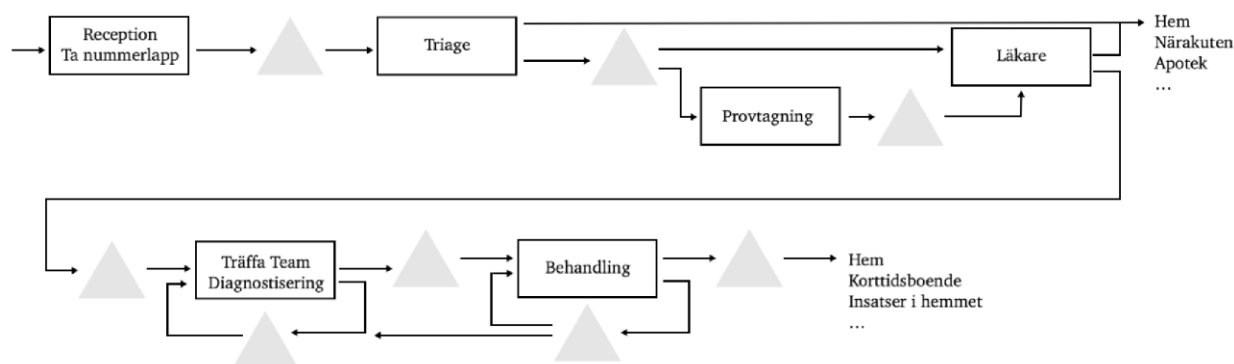 Reception
Ta nummerlapp
Triage
Läkare
Hem
Närakuten
Apotek
...
Provtagning
Träffa Team
Diagnostisering
Behandling
Hem
Korttidsboende
Insatser i hemmet
...